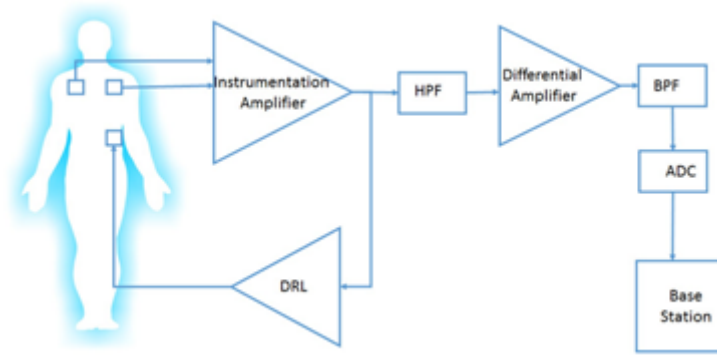 Instrumentation
Amplifier
HPF
Differential
Amplifier
BPF
ADC
DRL
Base
Station